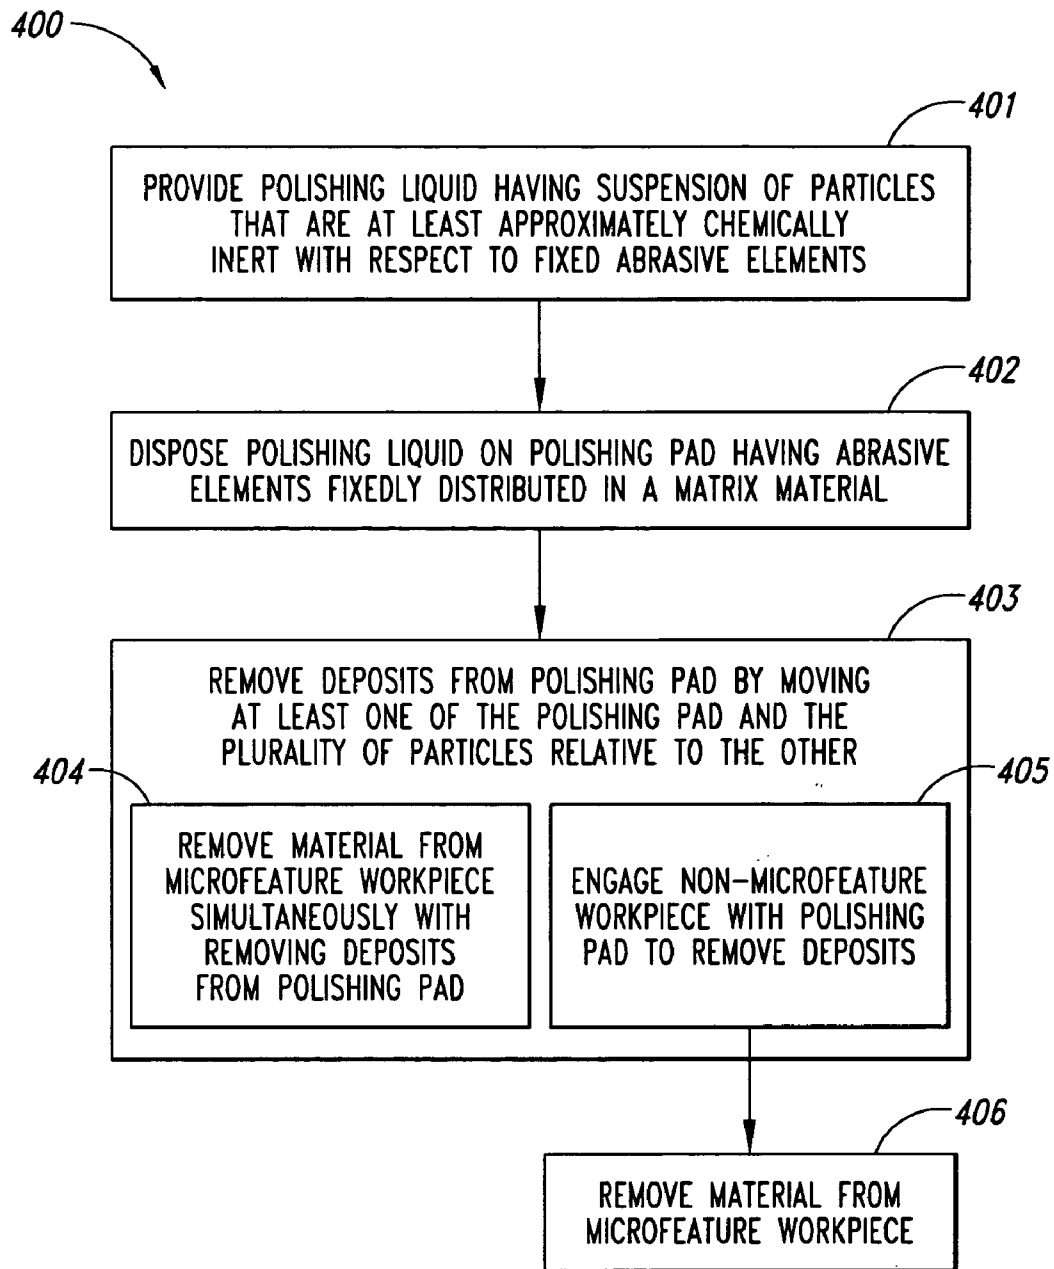 400
401
PROVIDE POLISHING LIQUID HAVING SUSPENSION OF PARTICLES
THAT ARE AT LEAST APPROXIMATELY CHEMICALLY
INERT WITH RESPECT TO FIXED ABRASIVE ELEMENTS
402
DISPOSE POLISHING LIQUID ON POLISHING PAD HAVING ABRASIVE
ELEMENTS FIXEDLY DISTRIBUTED IN A MATRIX MATERIAL
403
REMOVE DEPOSITS FROM POLISHING PAD BY MOVING
AT LEAST ONE OF THE POLISHING PAD AND THE
PLURALITY OF PARTICLES RELATIVE TO THE OTHER
404
REMOVE MATERIAL FROM
MICROFEATURE WORKPIECE
SIMULTANEOUSLY WITH
REMOVING DEPOSITS
FROM POLISHING PAD
405
ENGAGE NON-MICROFEATURE
WORKPIECE WITH POLISHING
PAD TO REMOVE DEPOSITS
406
REMOVE MATERIAL FROM
MICROFEATURE WORKPIECE